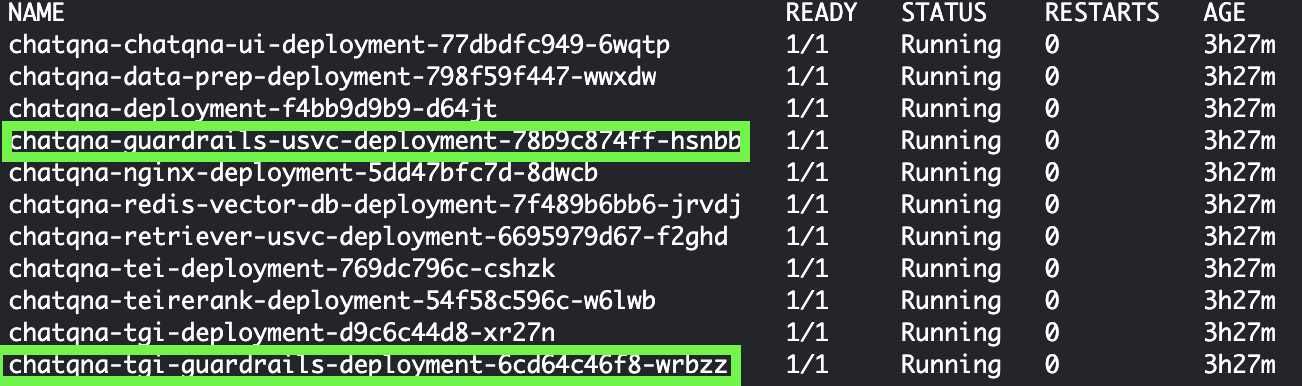 NAME READY STATUS RESTARTS AGE
chatqna-chatqna-ui-deployment-77dbdfc949-6wqtp 1/1 Running 0 3h27m
chatqna-data-prep-deployment-798f59f447-wwxdw 1/1 Running 0 3h27m
chatqna-deployment-f4bb9d9b9-d64jt 1/1 Running 0 3h27m
chatqna-guardrails-usvc-deployment-78b9c874ff-hsnbb 1/1 Running 0 3h27m
chatqna-nginx-deployment-5dd47bfc7d-8dwcb 1/1 Running 0 3h27m
chatqna-redis-vector-db-deployment-7f489b6bb6-jrvdj 1/1 Running 0 3h27m
chatqna-retriever-usvc-deployment-6695979d67-f2ghd 1/1 Running 0 3h27m
chatqna-tei-deployment-769dc796c-cshzk 1/1 Running 0 3h27m
chatqna-teirerank-deployment-54f58c596c-w6lwb 1/1 Running 0 3h27m
chatqna-tgi-deployment-d9c6c44d8-xr27n 1/1 Running 0 3h27m
chatqna-tgi-guardrails-deployment-6cd64c46f8-wrbzz 1/1 Running 0 3h27m